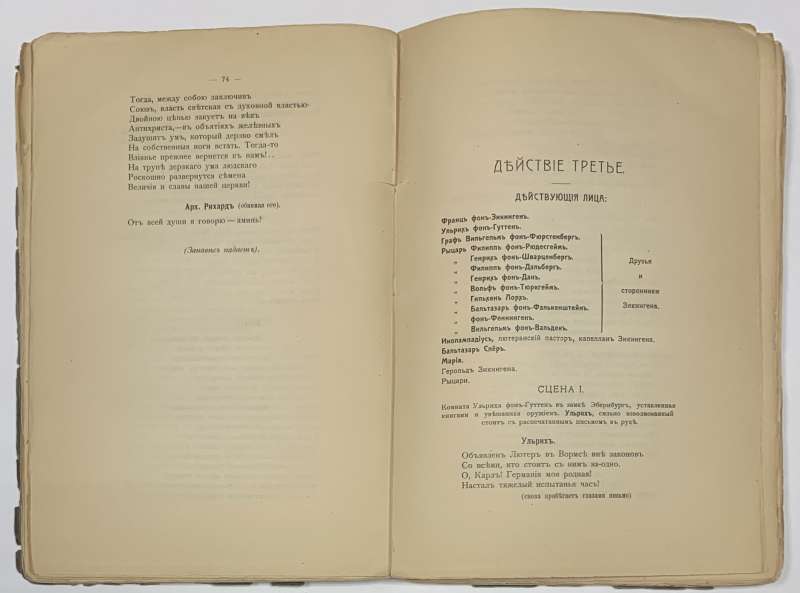 — 74 —
Тогда, между собою заключивъ
Союзъ, власть свѣтская съ духовной властью-
Двойною цѣпью закуетъ на вѣкъ
Антихриста,—въ объятіяхъ желѣзныхъ
Задушитъ умъ, который дерзко смѣлъ
На собственныя ноги встать. Тогда-то
Вліянье прежнее вернется къ намъ!..
На трупѣ дерзкаго ума людскаго
Роскошно развернутся сѣмена
Величія и славы нашей церкви!
Арх. Рихардъ (обнимая его).
Отъ всей души я говорю—аминь!
(Занавѣсъ падаетъ).
ДѢЙСТВІЕ ТРЕТЬЕ.
ДѢЙСТВУЮЩІЯ ЛИЦА:
Францъ фонъ-Зикингенъ.
Ульрихъ фонъ-Гуттенъ.
Графъ Вильгельмъ фонъ-Фюрстенбергъ.
Рыцарь Филиппъ фонъ-Рюдесгеймъ.
„ Генрихъ фонъ-Шварценбергъ.
„ Филиппъ фонъ-Дальбергъ.
„ Генрихъ фонъ-Данъ.
„ Вольфъ фонъ-Тюркгеймъ.
„ Гильхенъ Лорхъ.
„ Бальтазаръ фонъ-Фалькенштейнъ.
„ фонъ-Феннингенъ.
„ Вильгельмъ фонъ-Вальдекъ.
Друзья
и
сторонники
Зикингена.
Иколампадіусъ, лютеранскій пасторъ, капелланъ Зикингена.
Бальтазаръ Слёръ.
Марія.
Герольдъ Зикингена.
Рыцари.
СЦЕНА I.
Комната Ульриха фонъ-Гуттенъ въ замкѣ Эбернбургъ, уставленная
книгами и увѣшанная оружіемъ. Ульрихъ, сильно взволнованный
стоитъ съ распечатаннымъ письмомъ въ рукѣ.
Ульрихъ.
Объявленъ Лютеръ въ Вормсѣ внѣ законовъ
Со всѣми, кто стоитъ съ нимъ за-одно.
О, Карлъ! Германія моя родная!
Насталъ тяжелый испытанья часъ!
(снова пробѣгаетъ глазами письмо)